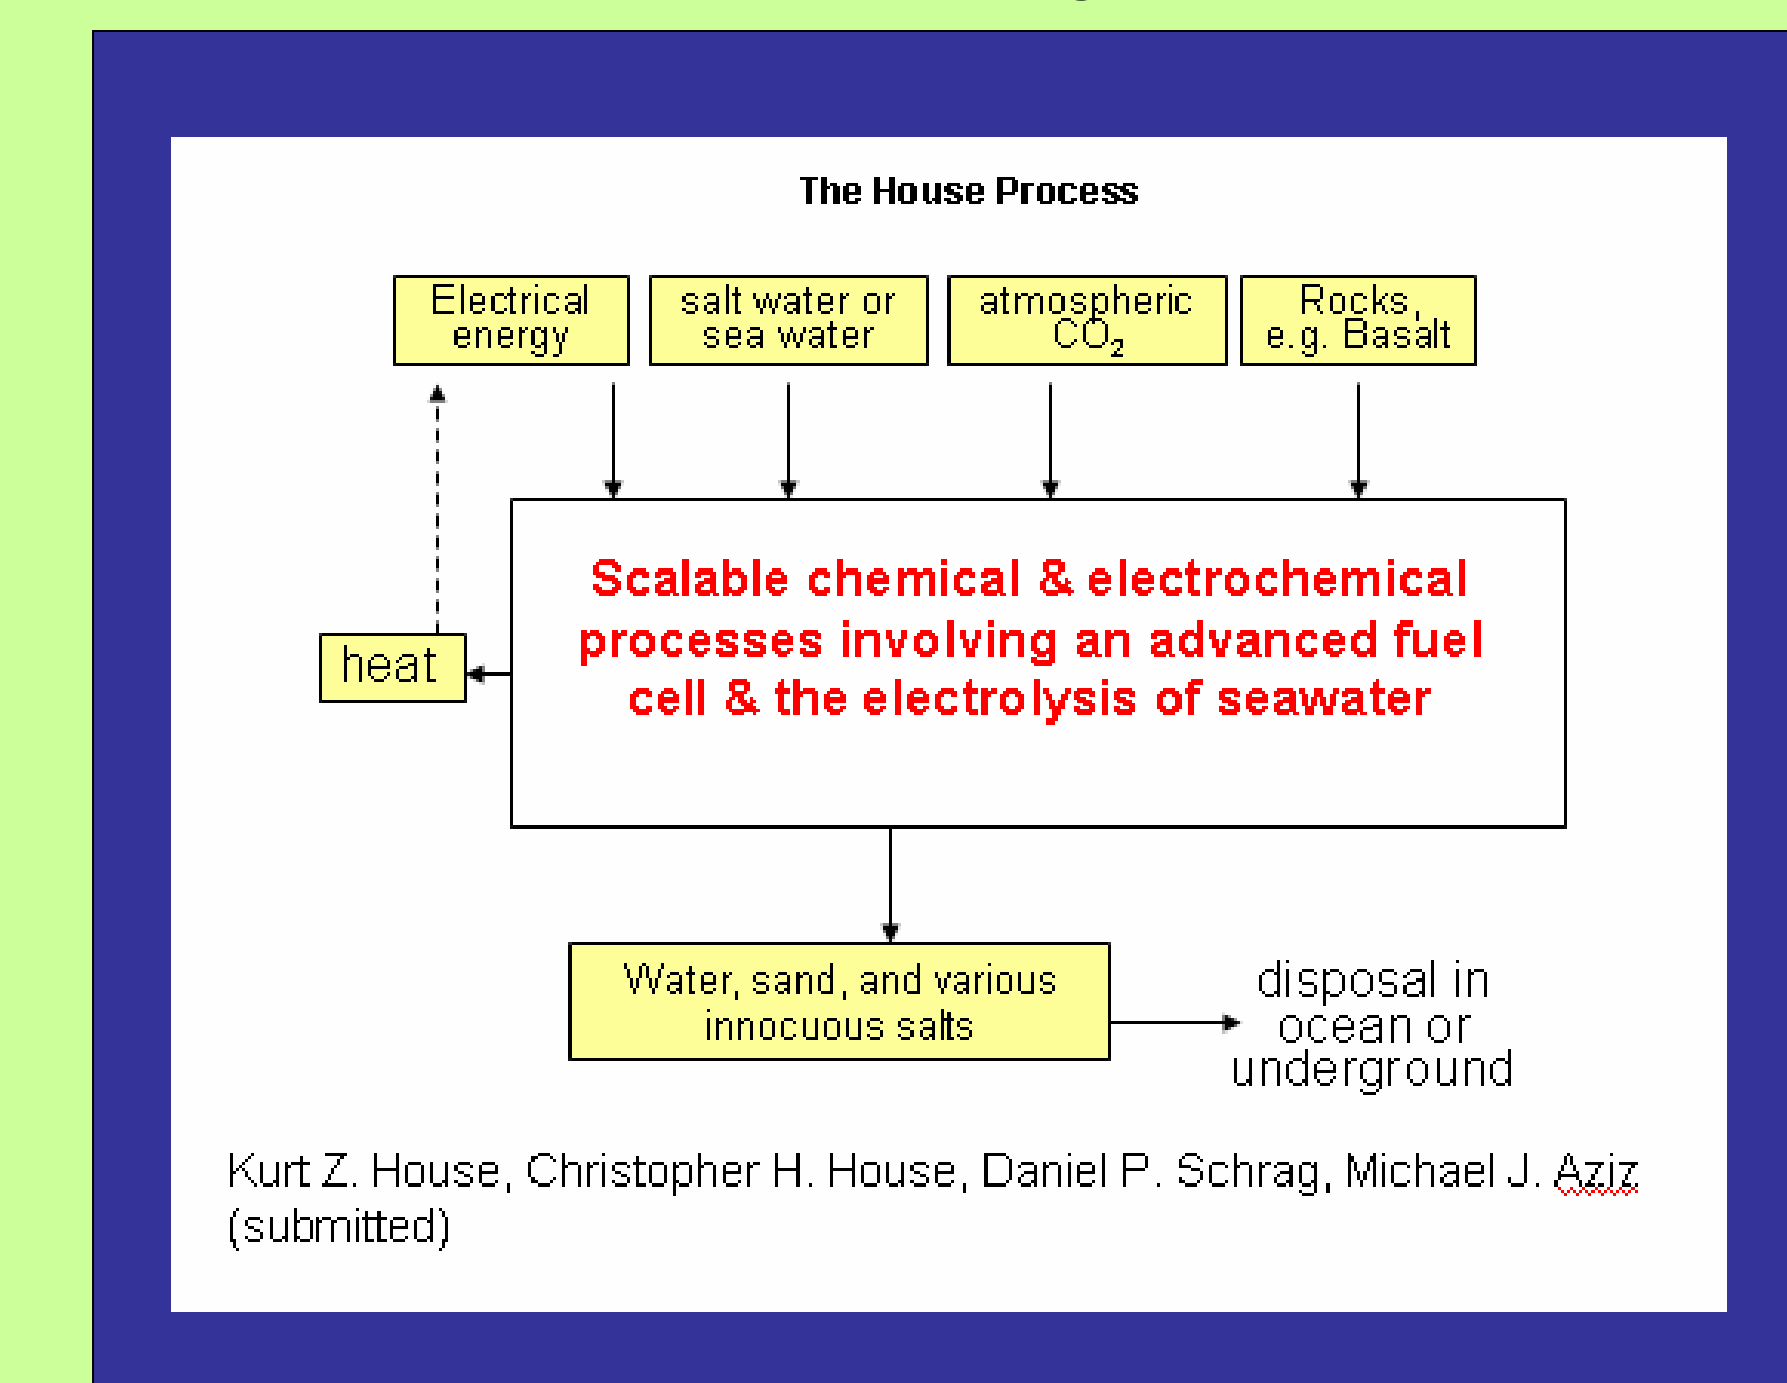 The House Process
Electrical
energy
salt water or
sea water
atmospheric
CO₂
Rocks,
e.g. Basalt
Scalable chemical & electrochemical
processes involving an advanced fuel
cell & the electrolysis of seawater
heat
Water, sand, and various
innocuous salts
disposal in
ocean or
underground
Kurt Z. House, Christopher H. House, Daniel P. Schrag, Michael J. Aziz
(submitted)